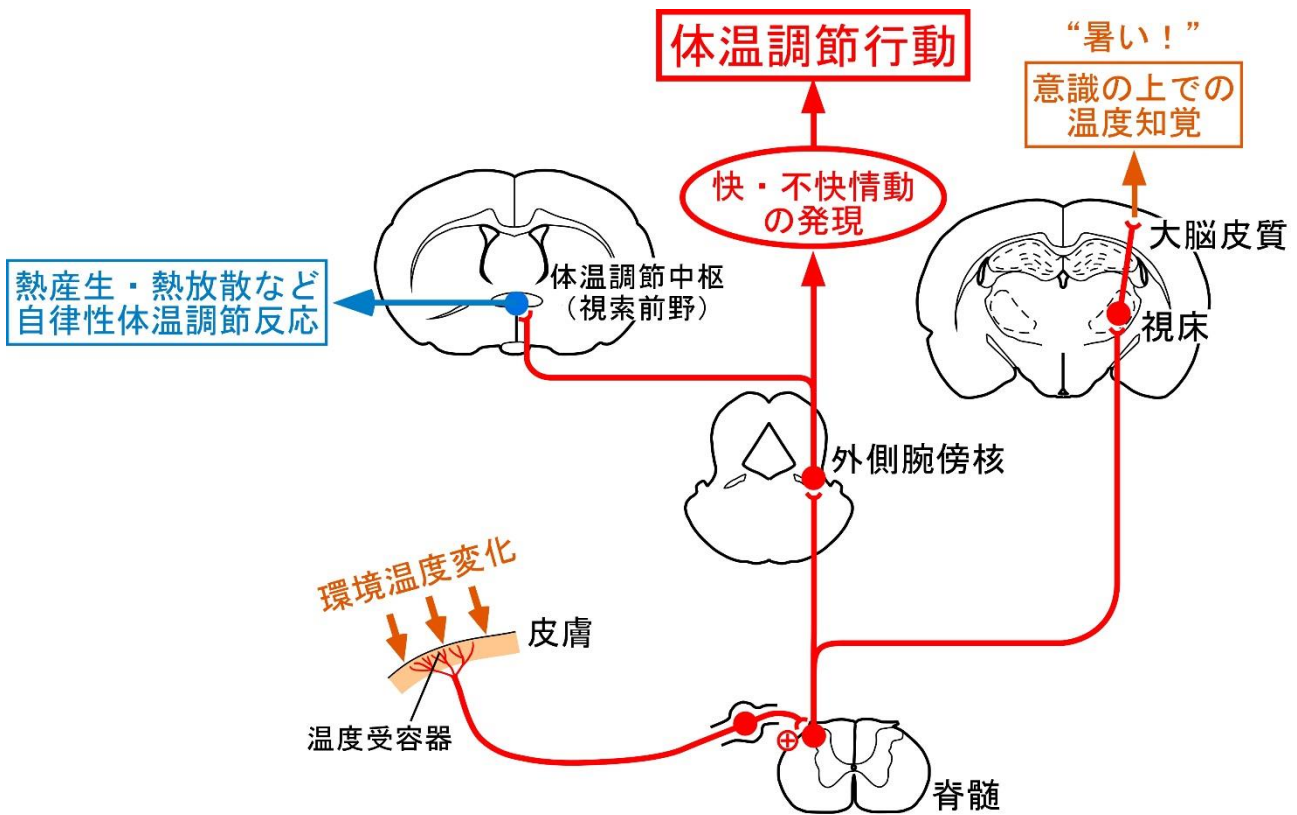 体温調節行動
“暑い！”
意識の上での
温度知覚
快・不快情動
の発現
大脳皮質
視床
体温調節中枢
（視索前野）
熱産生・熱放散など
自律性体温調節反応
外側腕傍核
環境温度変化
皮膚
温度受容器
⊕
脊髄